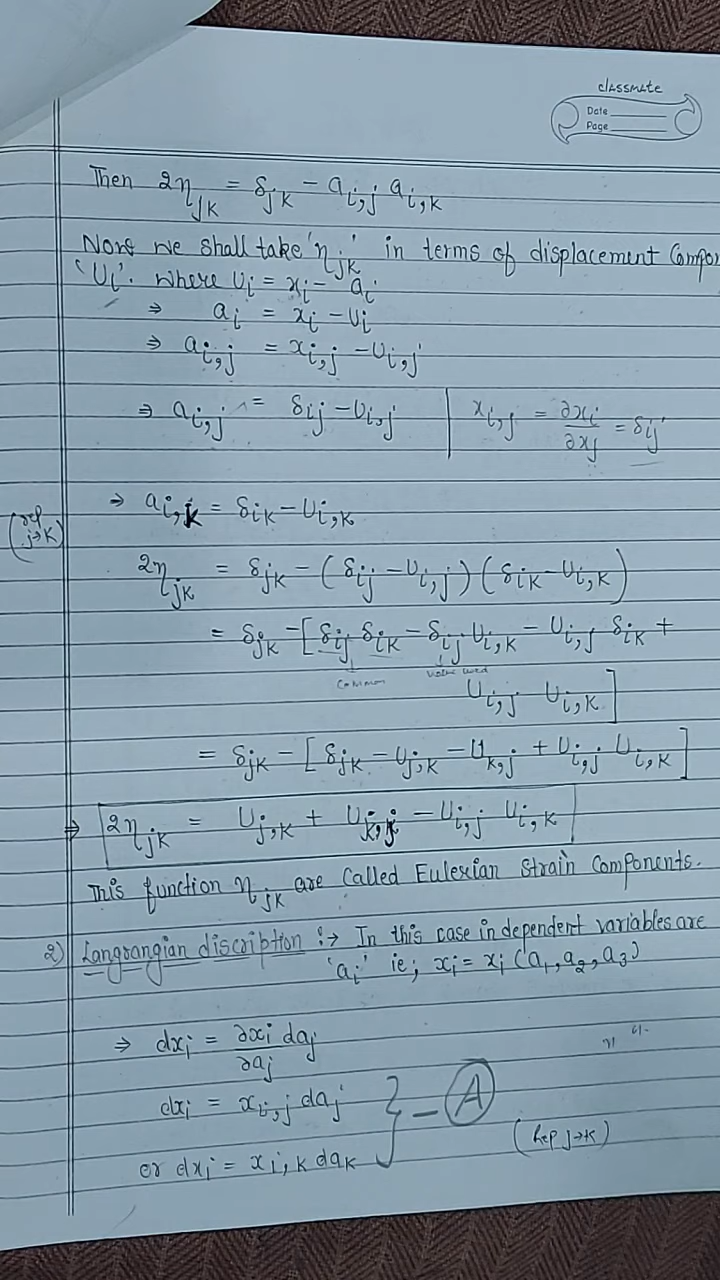 classmate
Date
Page
Then 2η_jk = δ_jk - a_i,j a_i,k
Now we shall take 'η_jk' in terms of displacement Compo
'U_i'. where U_i = x_i - a_i
⇒ a_i = x_i - U_i
⇒ a_i,j = x_i,j - U_i,j
⇒ a_i,j = δ_ij - U_i,j | x_i,j = ∂x_i/∂x_j = δ_ij
(rep j→k) ⇒ a_i,k = δ_ik - U_i,k
2η_jk = δ_jk - (δ_ij - U_i,j) (δ_ik - U_i,k)
= δ_jk - [δ_ij δ_ik - δ_ij U_i,k - U_i,j δ_ik +
Common
U_i,j U_i,k]
= δ_jk - [δ_jk - U_j,k - U_k,j + U_i,j U_i,k]
⇒ 2η_jk = U_j,k + U_k,j - U_i,j U_i,k
This function η_jk are Called Eulerian Strain Components.
2) Langrangian discription :→ In this case independent variables are
'a_i' ie; x_i = x_i (a_1, a_2, a_3)
⇒ dx_i = ∂x_i/∂a_j da_j
dx_i = x_i,j da_j } - (A)
or dx_i = x_i,k da_k (Rep j→k)